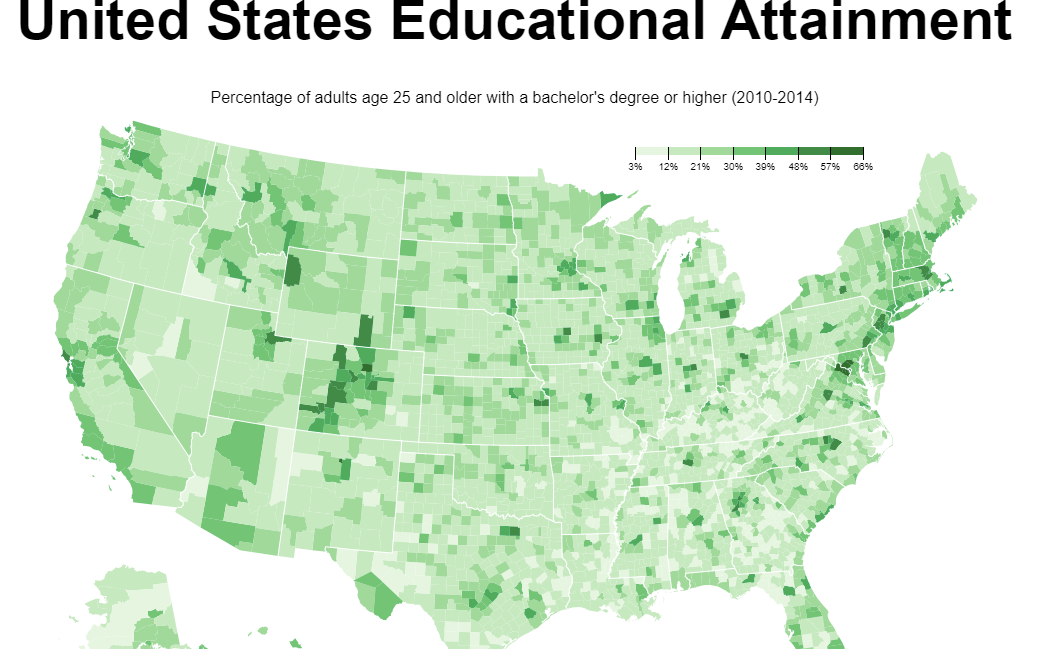 United States Educational Attainment
Percentage of adults age 25 and older with a bachelor's degree or higher (2010-2014)
3% 12% 21% 30% 39% 48% 57% 66%